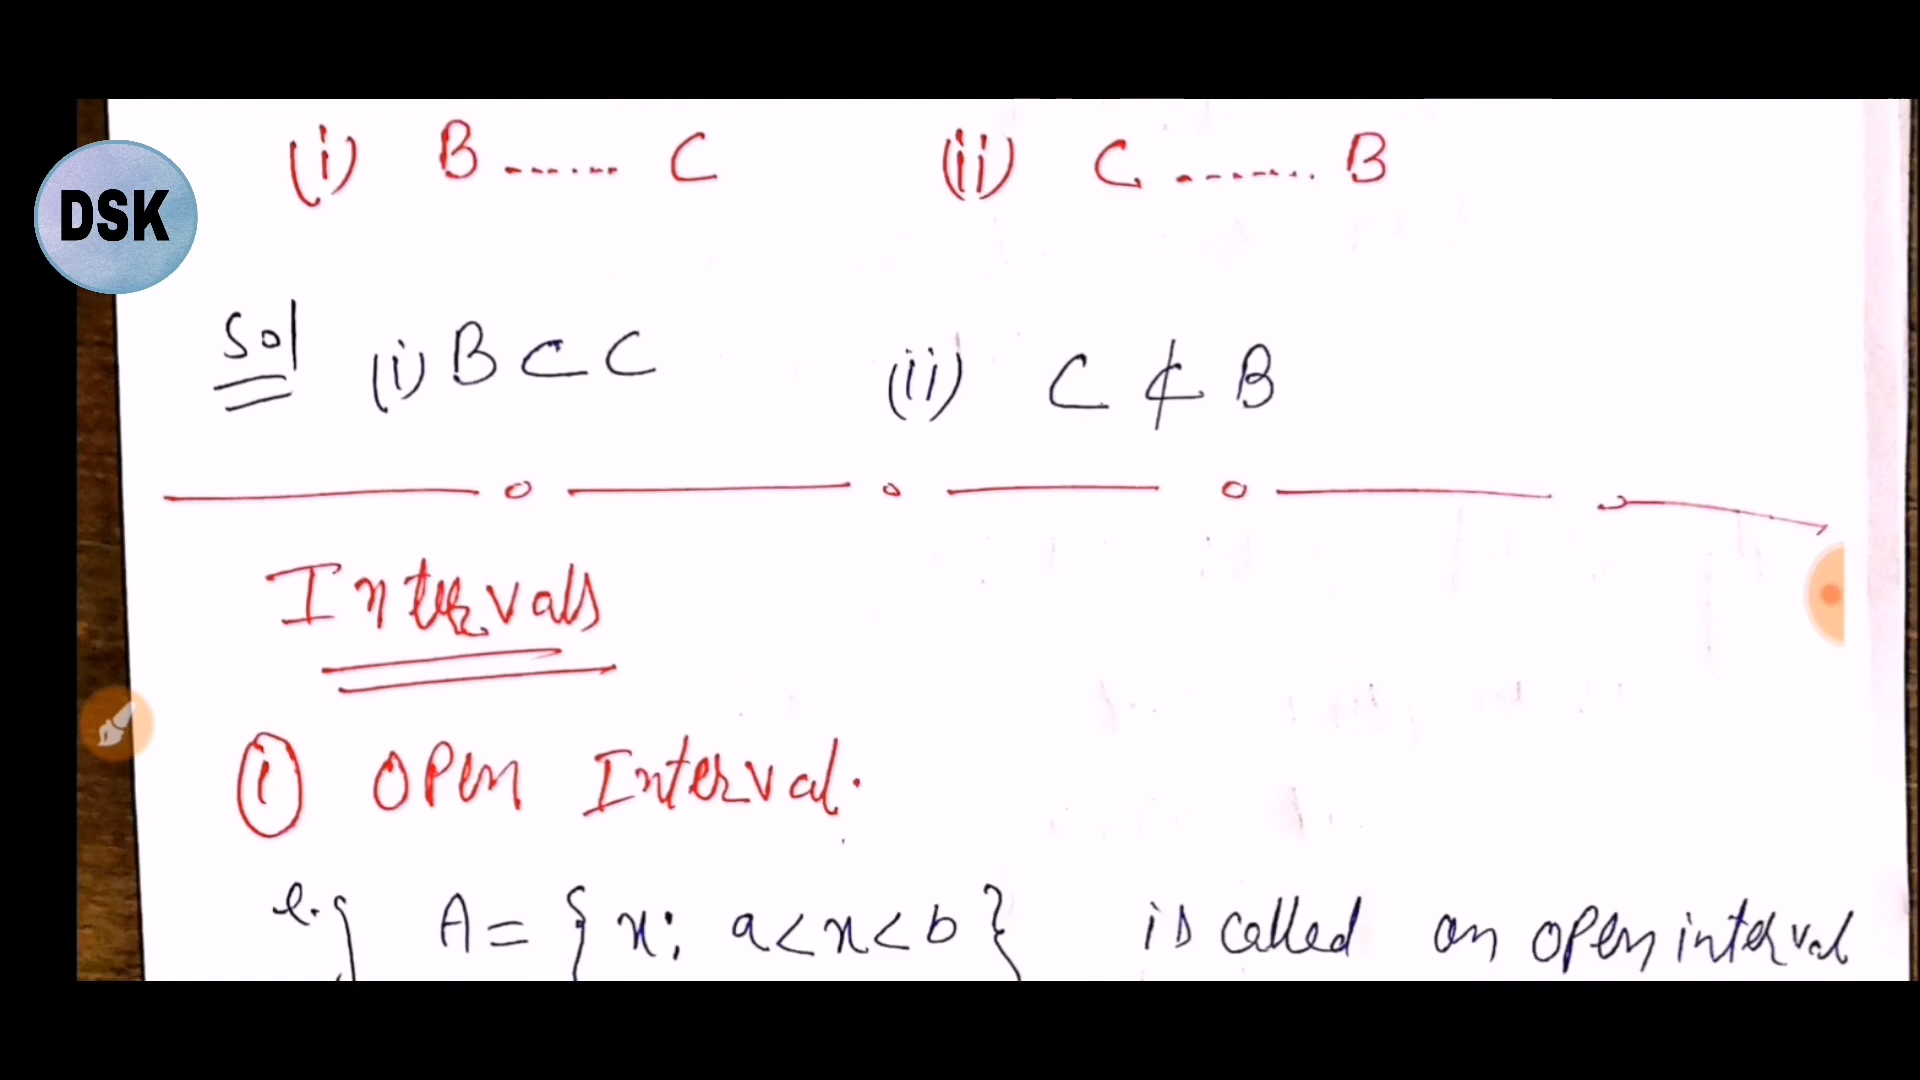 (i) B ....... C (ii) C ........ B
DSK
Sol (i) B ⊂ C (ii) C ⊄ B
Intervals
① Open Interval.
e.g A = { x ; a < x < b } is called an open interval